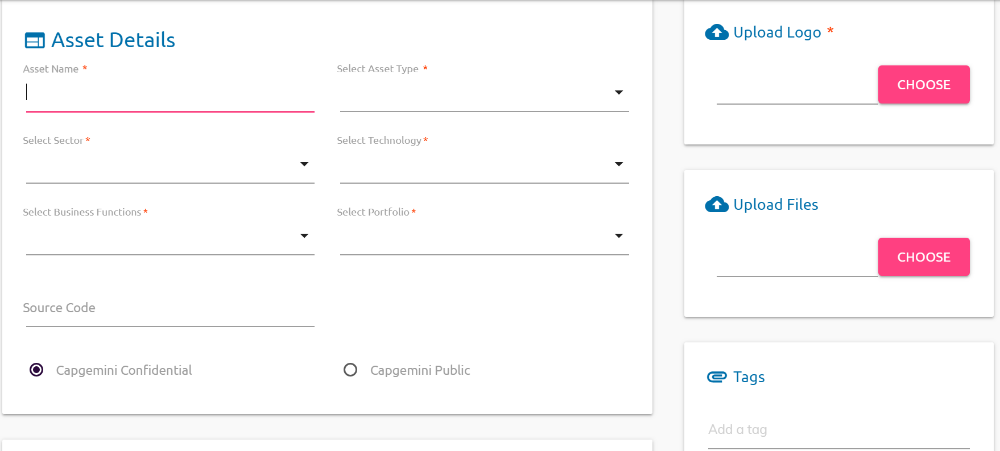 Asset Details
Asset Name *
Select Asset Type *
Select Sector *
Select Technology *
Select Business Functions *
Select Portfolio *
Source Code
Capgemini Confidential
Capgemini Public
Upload Logo *
CHOOSE
Upload Files
CHOOSE
Tags
Add a tag